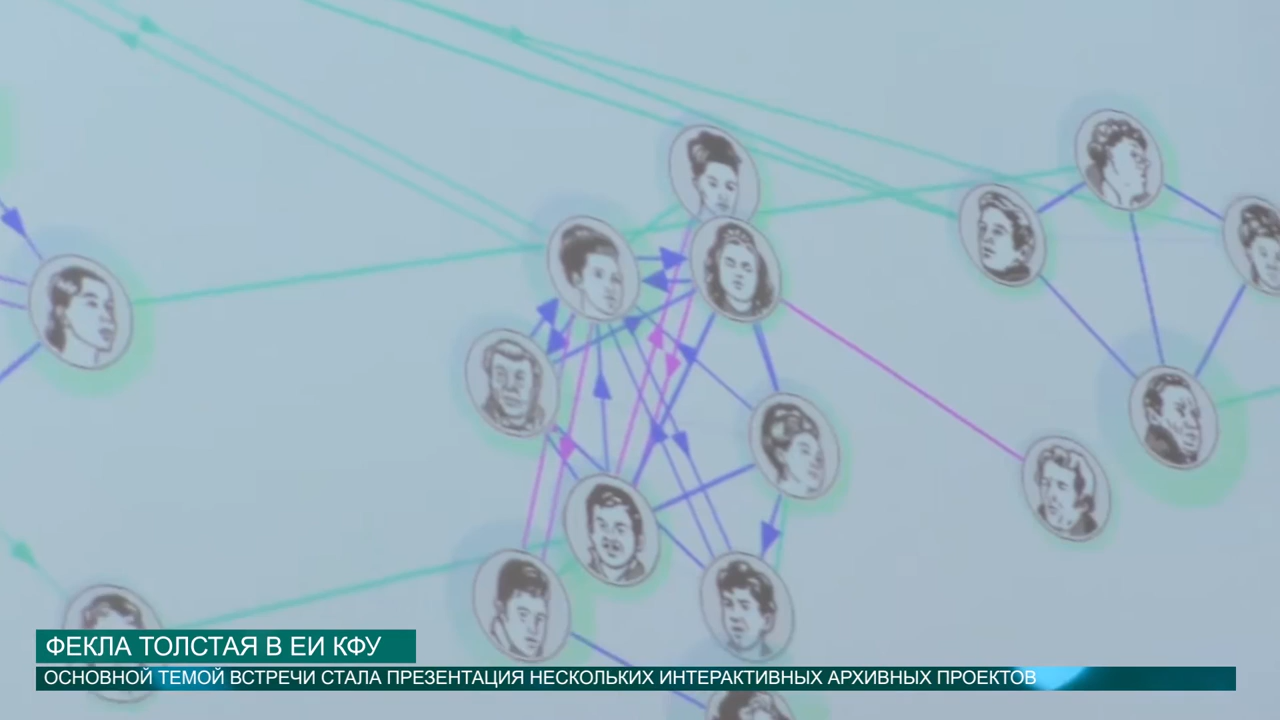 ФЕКЛА ТОЛСТАЯ В ЕИ КФУ
ОСНОВНОЙ ТЕМОЙ ВСТРЕЧИ СТАЛА ПРЕЗЕНТАЦИЯ НЕСКОЛЬКИХ ИНТЕРАКТИВНЫХ АРХИВНЫХ ПРОЕКТОВ